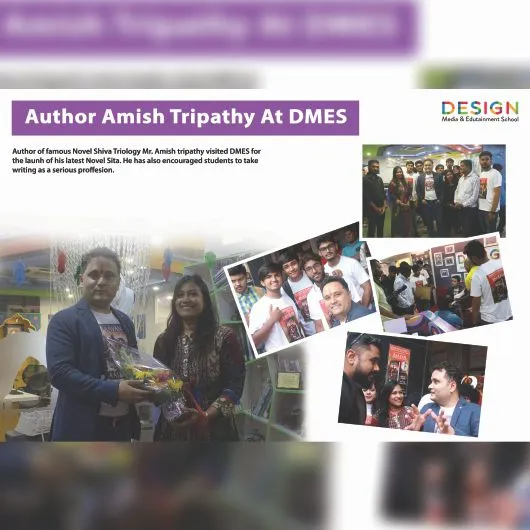 Author Amish Tripathy At DMES
DESIGN
Media & Edutainment School
Author of famous Novel Shiva Triology Mr. Amish tripathy visited DMES for
the launh of his latest Novel Sita. He has also encouraged students to take
writing as a serious proffesion.